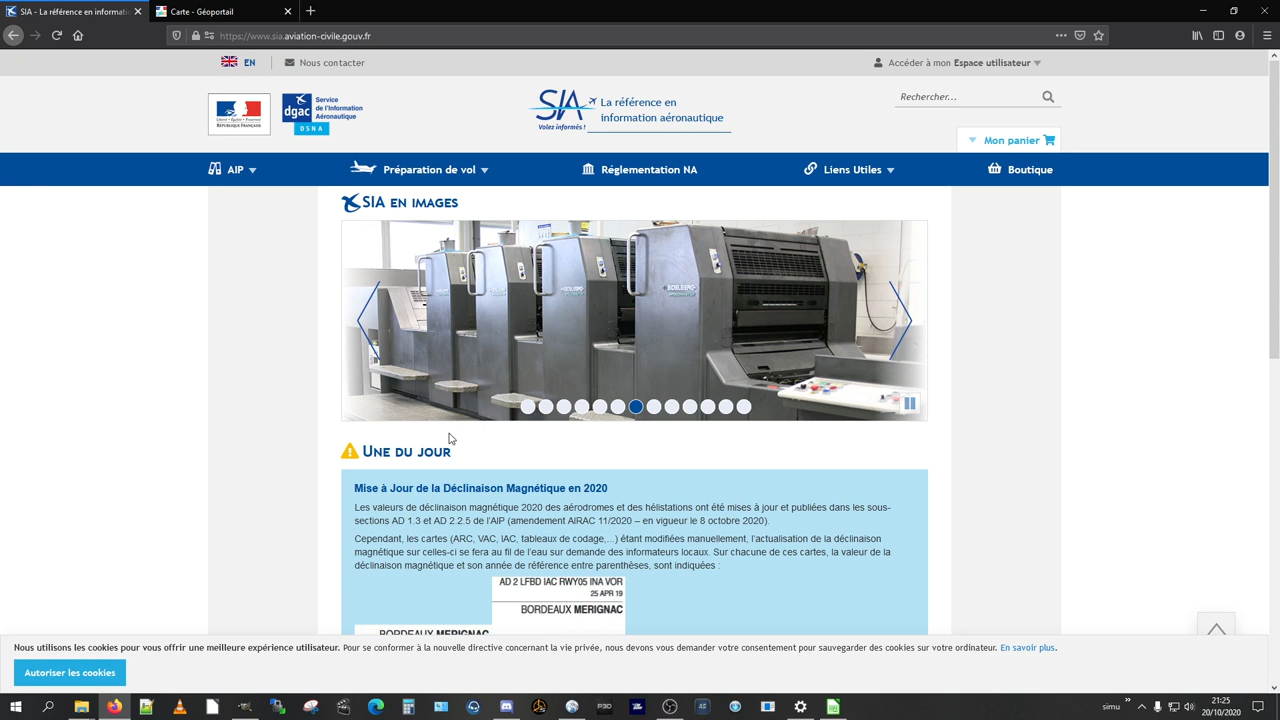 SIA - La référence en informati
Carte - Géoportail
https://www.sia.aviation-civile.gouv.fr
EN
Nous contacter
Accéder à mon Espace utilisateur
RÉPUBLIQUE FRANÇAISE
dgac
DSNA
Service
de l'Information
Aéronautique
SIA
Volez informés !
La référence en
information aéronautique
Rechercher...
Mon panier
AIP
Préparation de vol
Réglementation NA
Liens Utiles
Boutique
SIA EN IMAGES
UNE DU JOUR
Mise à Jour de la Déclinaison Magnétique en 2020
Les valeurs de déclinaison magnétique 2020 des aérodromes et des hélistations ont été mises à jour et publiées dans les sous-
sections AD 1.3 et AD 2.2.5 de l'AIP (amendement AIRAC 11/2020 – en vigueur le 8 octobre 2020).
Cependant, les cartes (ARC, VAC, IAC, tableaux de codage,...) étant modifiées manuellement, l'actualisation de la déclinaison
magnétique sur celles-ci se fera au fil de l'eau sur demande des informateurs locaux. Sur chacune de ces cartes, la valeur de la
déclinaison magnétique et son année de référence entre parenthèses, sont indiquées :
AD 2 LFBD IAC RWY05 INA VOR
25 APR 19
BORDEAUX MERIGNAC
BORDEAUX MERIGNAC
Nous utilisons les cookies pour vous offrir une meilleure expérience utilisateur. Pour se conformer à la nouvelle directive concernant la vie privée, nous devons vous demander votre consentement pour sauvegarder des cookies sur votre ordinateur. En savoir plus.
Autoriser les cookies
P3D
simu
21:25
20/10/2020